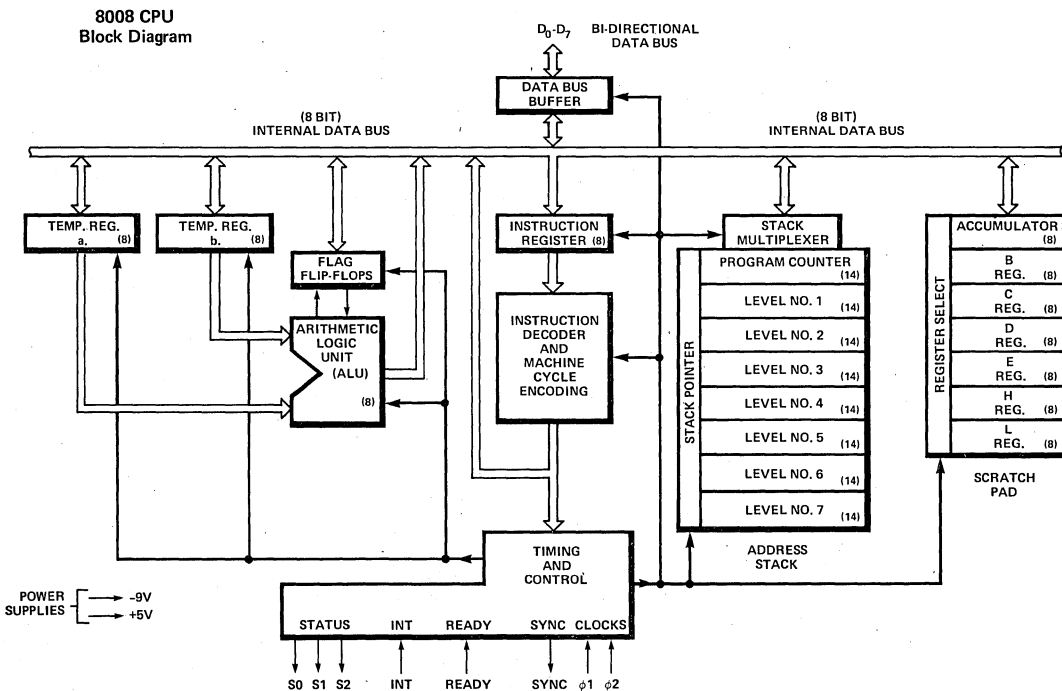 8008 CPU
Block Diagram
D0-D7
BI-DIRECTIONAL
DATA BUS
DATA BUS
BUFFER
(8 BIT)
INTERNAL DATA BUS
(8 BIT)
INTERNAL DATA BUS
TEMP. REG.
a. (8)
TEMP. REG.
b. (8)
FLAG
FLIP-FLOPS
ARITHMETIC
LOGIC
UNIT
(ALU)
(8)
INSTRUCTION
REGISTER (8)
INSTRUCTION
DECODER
AND
MACHINE
CYCLE
ENCODING
STACK
MULTIPLEXER
STACK POINTER
PROGRAM COUNTER
(14)
LEVEL NO. 1 (14)
LEVEL NO. 2 (14)
LEVEL NO. 3 (14)
LEVEL NO. 4 (14)
LEVEL NO. 5 (14)
LEVEL NO. 6 (14)
LEVEL NO. 7 (14)
ADDRESS
STACK
REGISTER SELECT
ACCUMULATOR
(8)
B
REG. (8)
C
REG. (8)
D
REG. (8)
E
REG. (8)
H
REG. (8)
L
REG. (8)
SCRATCH
PAD
TIMING
AND
CONTROL
STATUS INT READY SYNC CLOCKS
S0 S1 S2 INT READY SYNC ϕ1 ϕ2
POWER
SUPPLIES
-9V
+5V